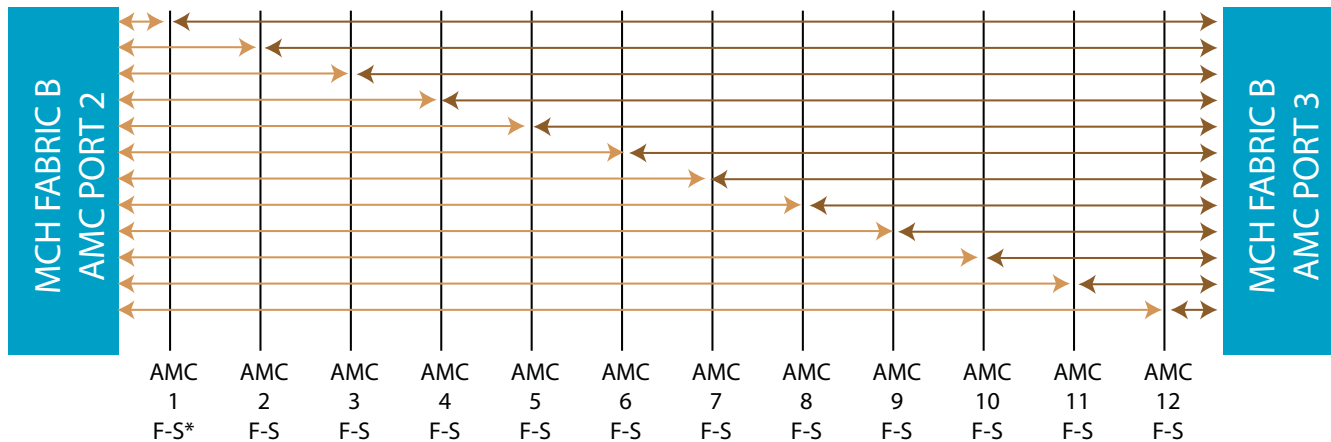 MCH FABRIC B
AMC PORT 2
MCH FABRIC B
AMC PORT 3
AMC AMC AMC AMC AMC AMC AMC AMC AMC AMC AMC AMC
1 2 3 4 5 6 7 8 9 10 11 12
F-S* F-S F-S F-S F-S F-S F-S F-S F-S F-S F-S F-S